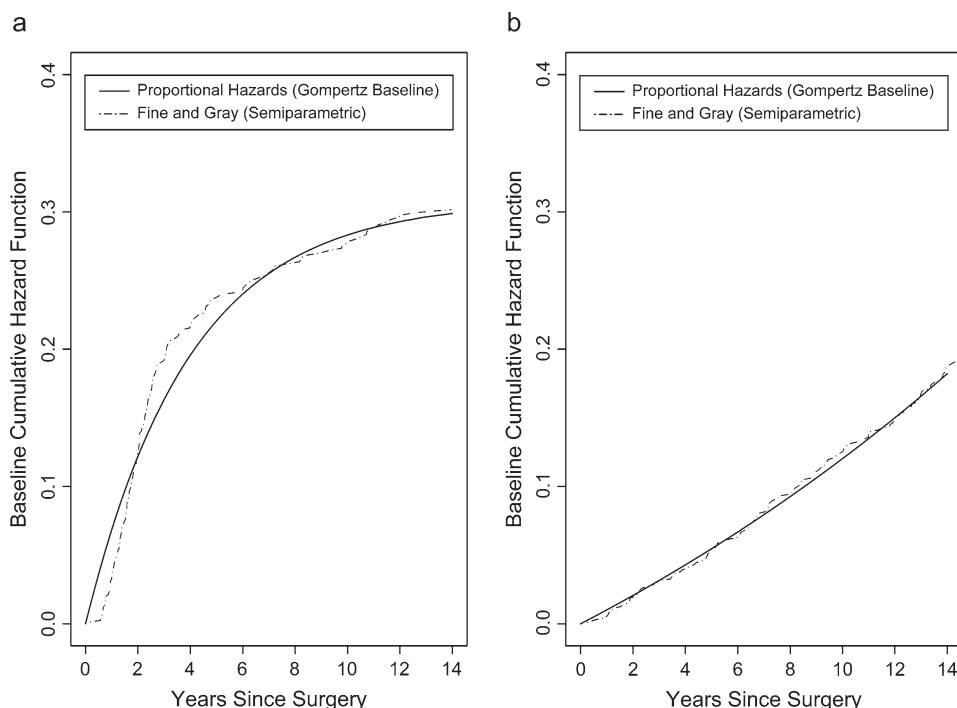 a
Proportional Hazards (Gompertz Baseline)
Fine and Gray (Semiparametric)
Baseline Cumulative Hazard Function
0.0
0.1
0.2
0.3
0.4
0 2 4 6 8 10 12 14
Years Since Surgery
b
Proportional Hazards (Gompertz Baseline)
Fine and Gray (Semiparametric)
Baseline Cumulative Hazard Function
0.0
0.1
0.2
0.3
0.4
0 2 4 6 8 10 12 14
Years Since Surgery